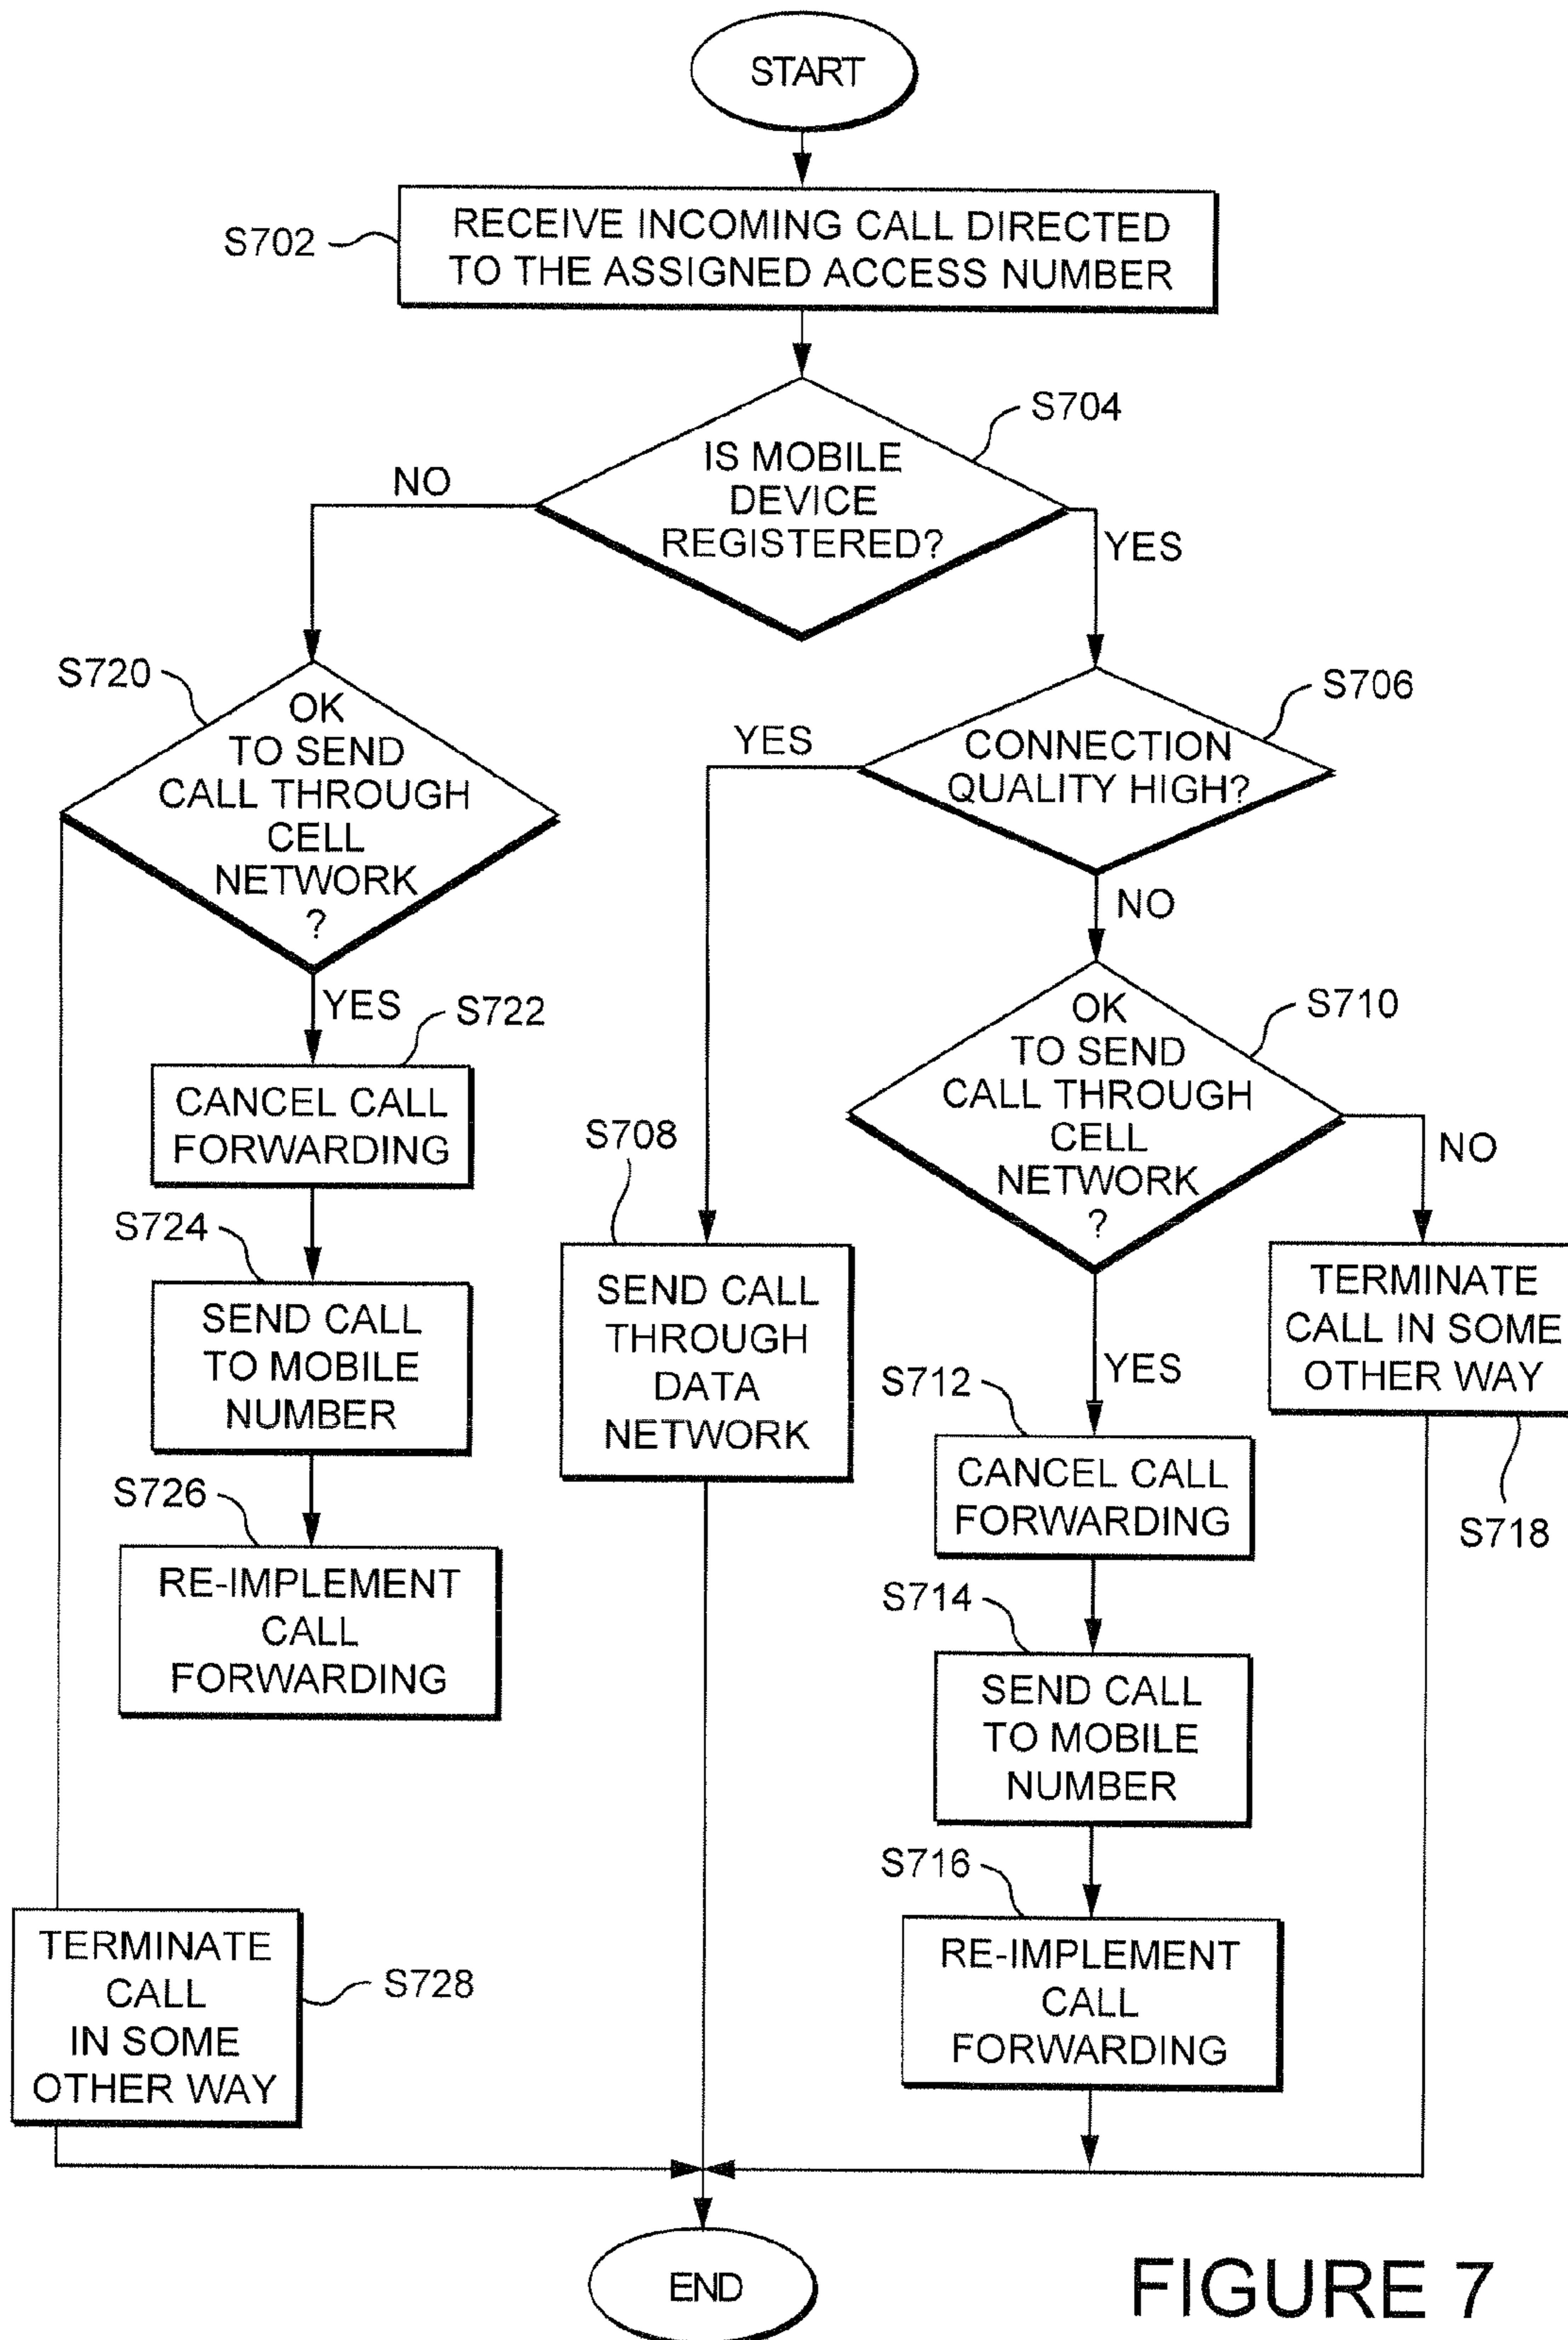 START
S702
RECEIVE INCOMING CALL DIRECTED
TO THE ASSIGNED ACCESS NUMBER
S704
IS MOBILE
DEVICE
REGISTERED?
NO
YES
S720
OK
TO SEND
CALL THROUGH
CELL
NETWORK
?
S706
CONNECTION
QUALITY HIGH?
YES
NO
YES
S722
CANCEL CALL
FORWARDING
S710
OK
TO SEND
CALL THROUGH
CELL
NETWORK
?
NO
S708
SEND CALL
THROUGH
DATA
NETWORK
S724
SEND CALL
TO MOBILE
NUMBER
TERMINATE
CALL IN SOME
OTHER WAY
S718
YES
S712
CANCEL CALL
FORWARDING
S726
RE-IMPLEMENT
CALL
FORWARDING
S714
SEND CALL
TO MOBILE
NUMBER
S716
RE-IMPLEMENT
CALL
FORWARDING
TERMINATE
CALL
IN SOME
OTHER WAY
S728
END
FIGURE 7